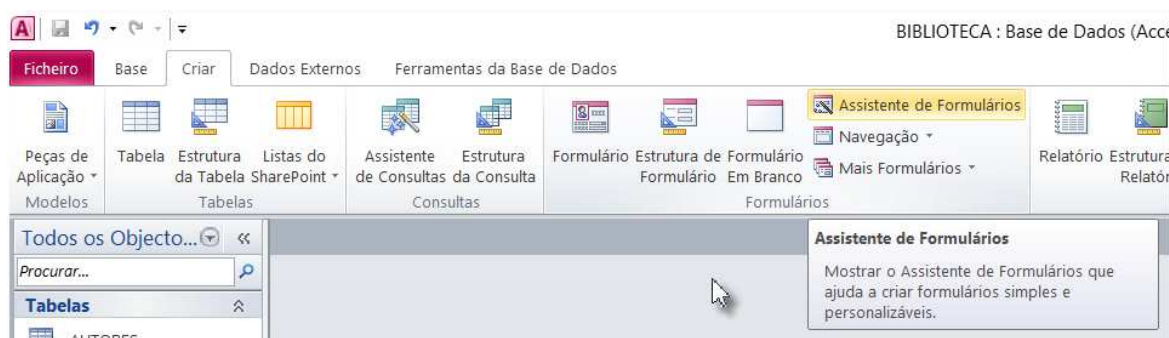 BIBLIOTECA : Base de Dados (Acce
Ficheiro Base Criar Dados Externos Ferramentas da Base de Dados
Peças de Aplicação
Tabela
Estrutura da Tabela
Listas do SharePoint
Assistente de Consultas
Estrutura da Consulta
Formulário
Estrutura de Formulário
Formulário Em Branco
Assistente de Formulários
Navegação
Mais Formulários
Relatório
Estrutura
Relatór
Modelos Tabelas Consultas Formulários
Todos os Objecto...
Procurar...
Tabelas
AUTORES
Assistente de Formulários
Mostrar o Assistente de Formulários que
ajuda a criar formulários simples e
personalizáveis.